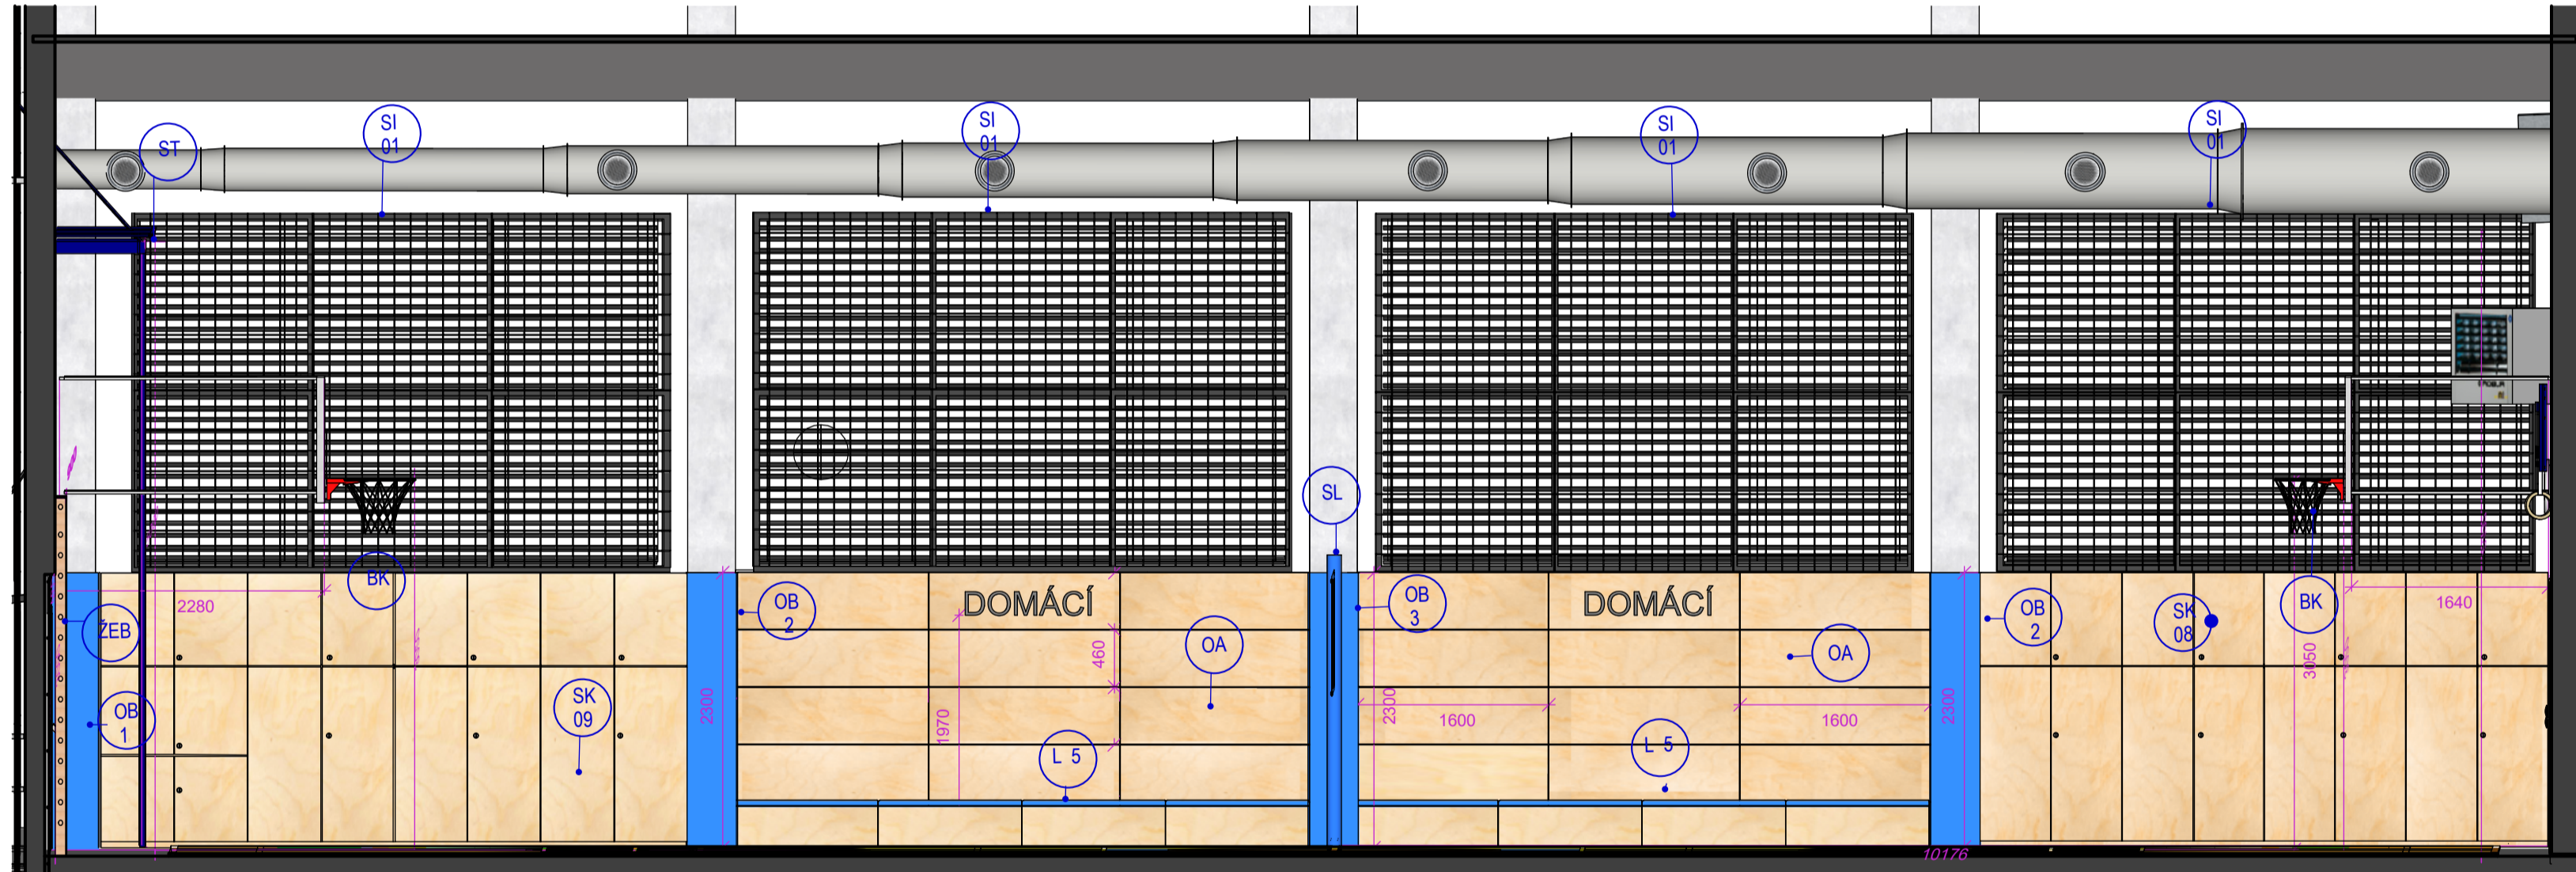 ST
SI
01
SI
01
SI
01
SI
01
SL
BK
BK
2280
1640
ŽEB
OB
1
SK
09
2300
OB
2
DOMÁCÍ
460
OA
1970
L 5
OB
3
DOMÁCÍ
2300
1600
L 5
OA
1600
2300
OB
2
SK
08
3050
10176